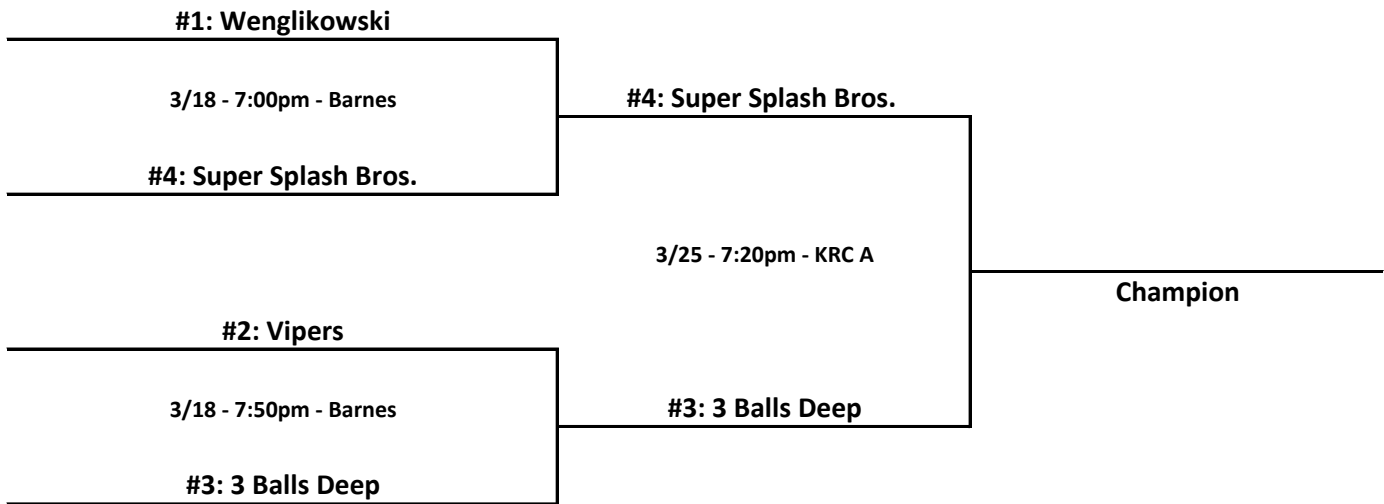 #1: Wenglikowski
3/18 - 7:00pm - Barnes
#4: Super Splash Bros.
#4: Super Splash Bros.
3/25 - 7:20pm - KRC A
Champion
#2: Vipers
3/18 - 7:50pm - Barnes
#3: 3 Balls Deep
#3: 3 Balls Deep